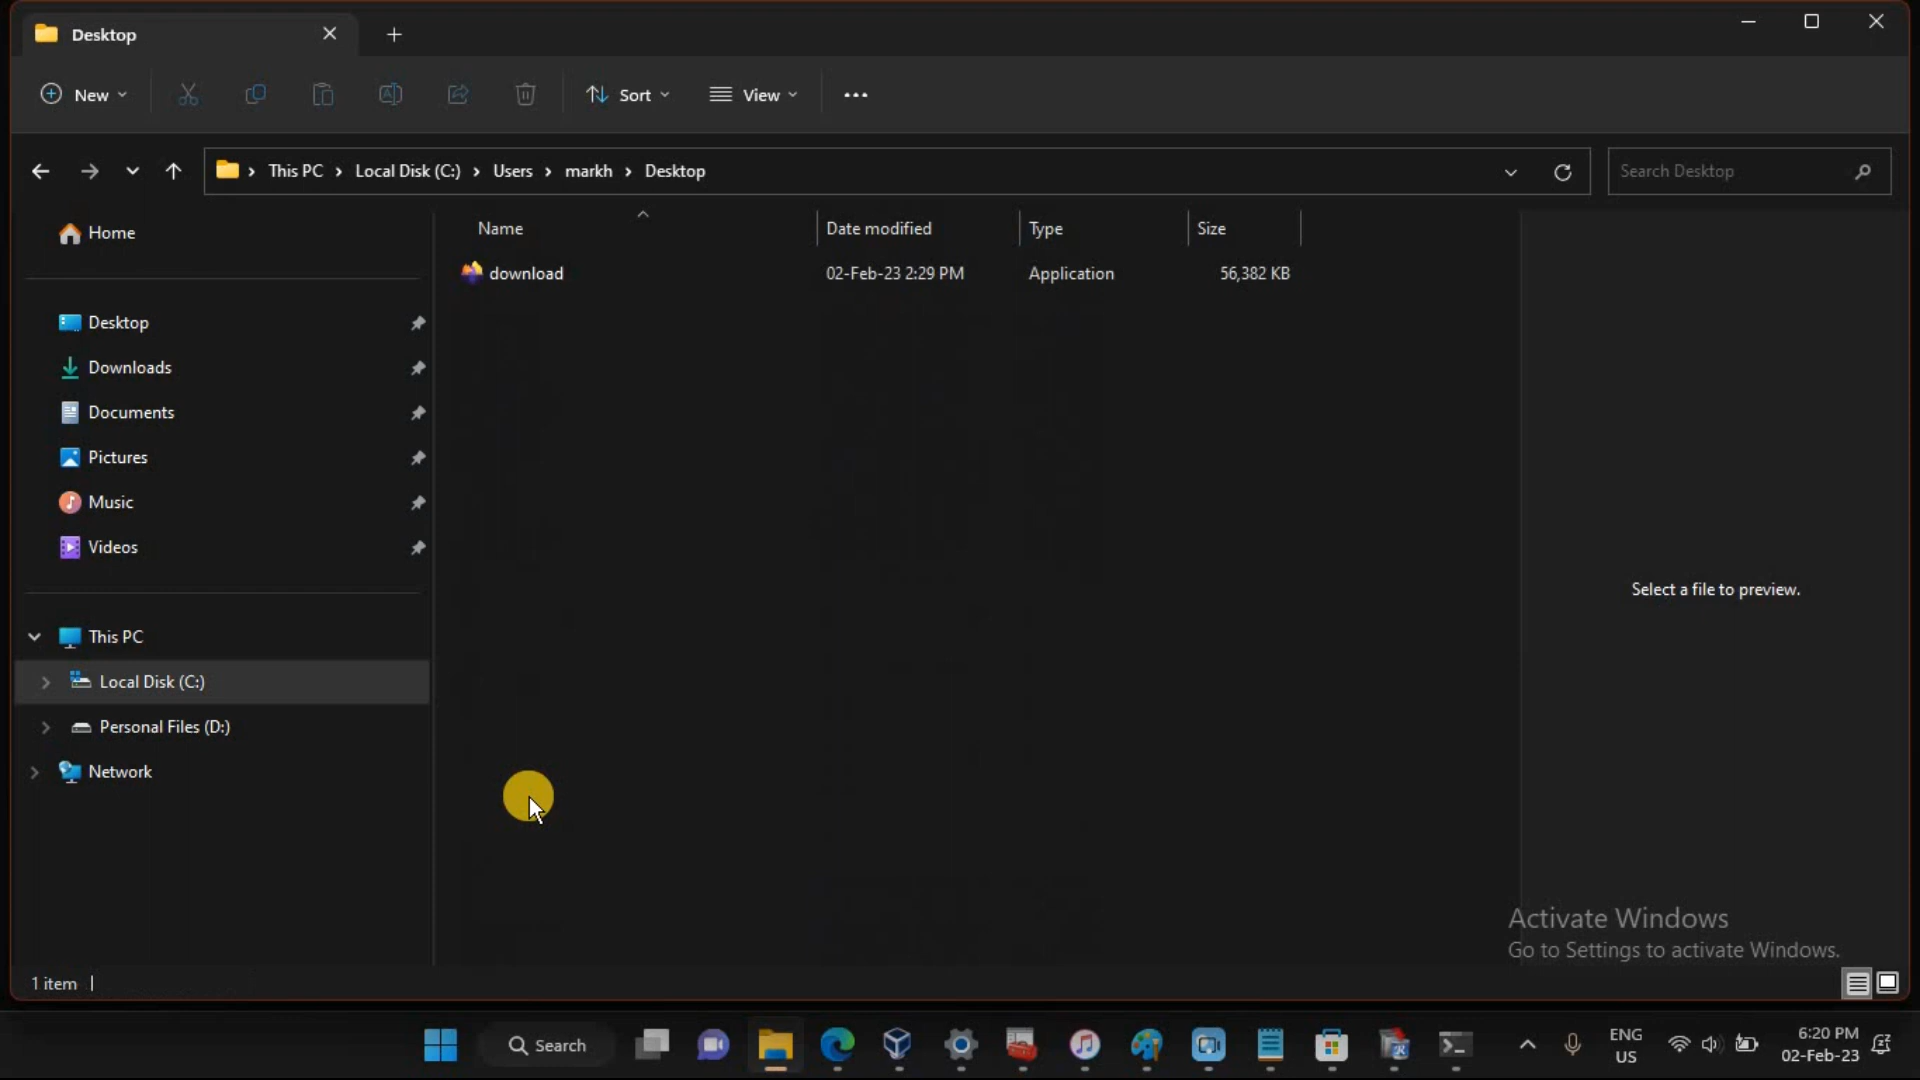 Desktop
New
Sort
View
This PC
Local Disk (C:)
Users
markh
Desktop
Search Desktop
Name
Date modified
Type
Size
download
02-Feb-23 2:29 PM
Application
56,382 KB
Home
Desktop
Downloads
Documents
Pictures
Music
Videos
This PC
Local Disk (C:)
Personal Files (D:)
Network
Select a file to preview.
Activate Windows
Go to Settings to activate Windows.
1 item
Search
ENG
US
6:20 PM
02-Feb-23